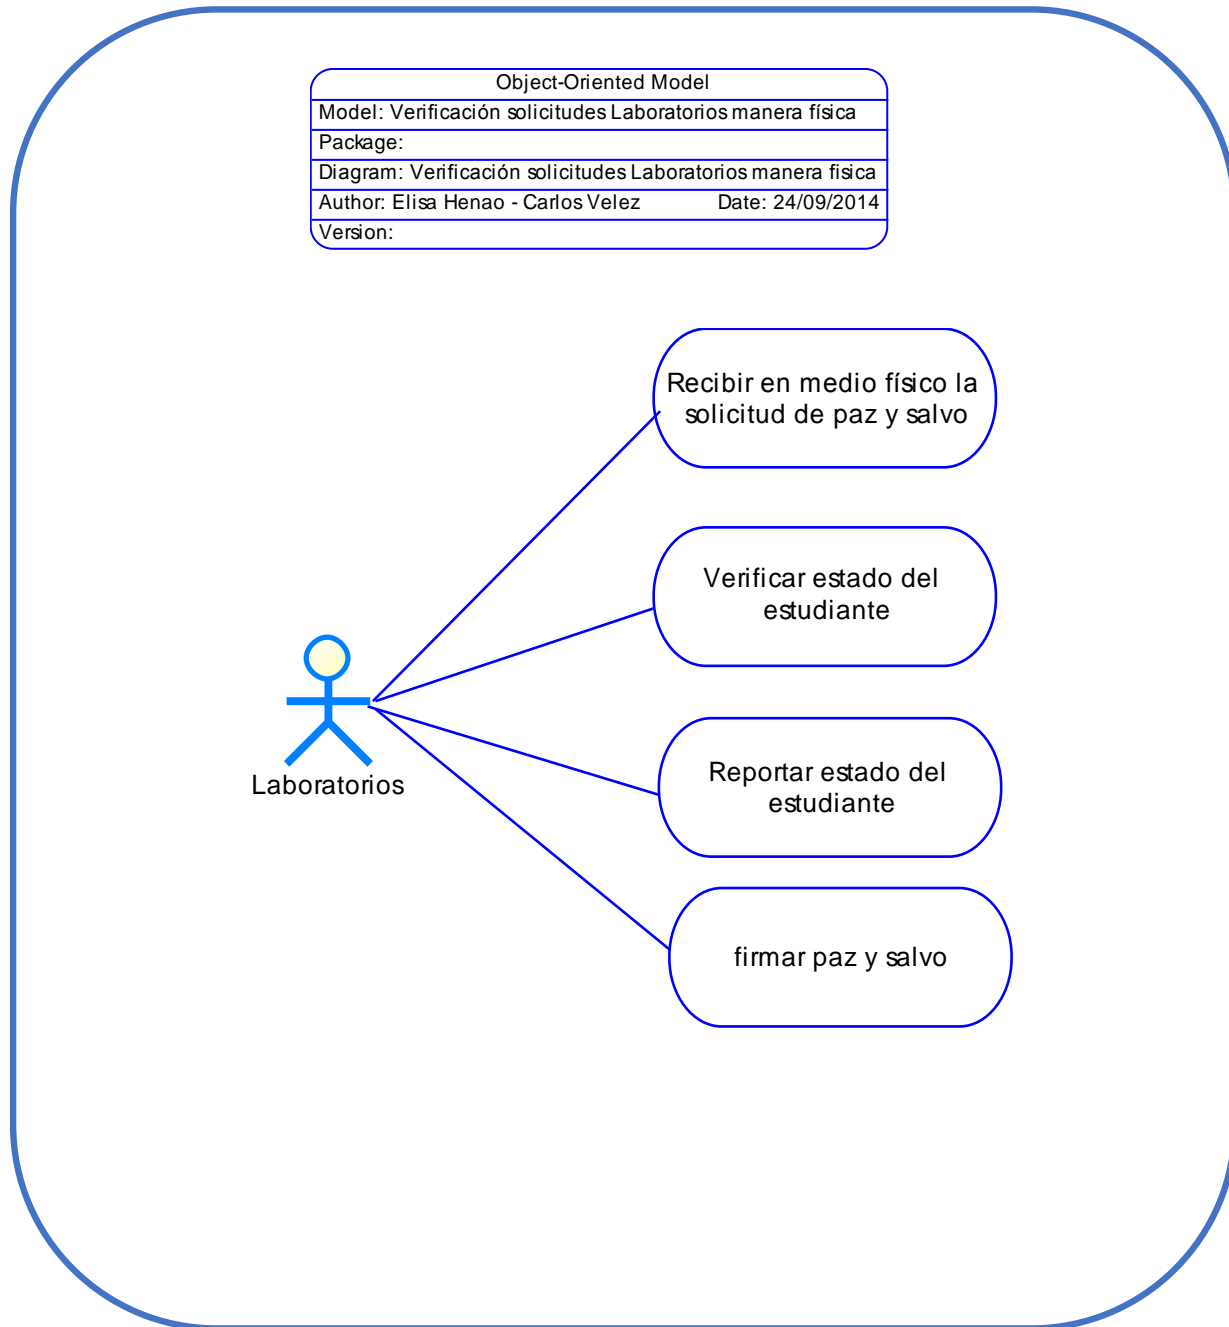 Object-Oriented Model
Model: Verificación solicitudes Laboratorios manera física
Package:
Diagram: Verificación solicitudes Laboratorios manera fisica
Author: Elisa Henao - Carlos Velez Date: 24/09/2014
Version:
Recibir en medio físico la
solicitud de paz y salvo
Verificar estado del
estudiante
Laboratorios
Reportar estado del
estudiante
firmar paz y salvo